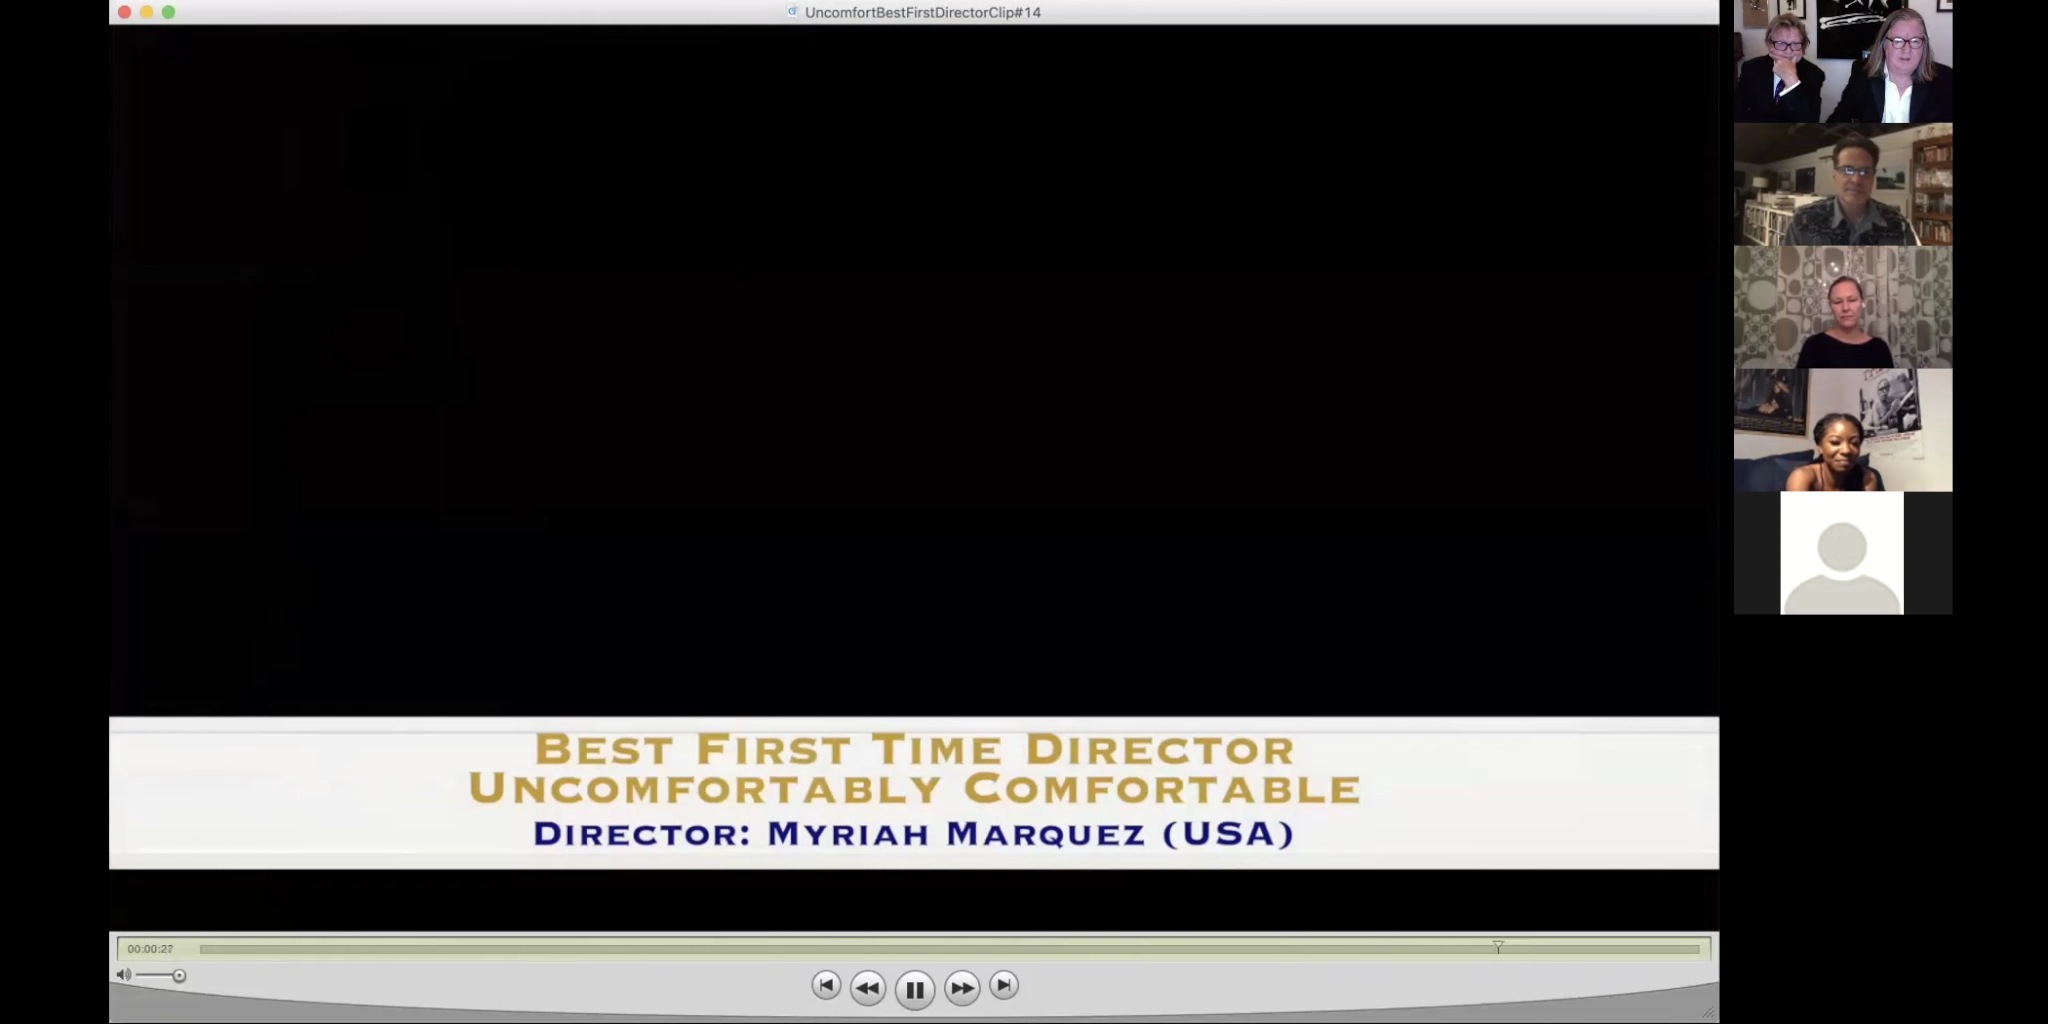 UncomfortBestFirstDirectorClip#14
BEST FIRST TIME DIRECTOR
UNCOMFORTABLY COMFORTABLE
DIRECTOR: MYRIAH MARQUEZ (USA)
00:00:27